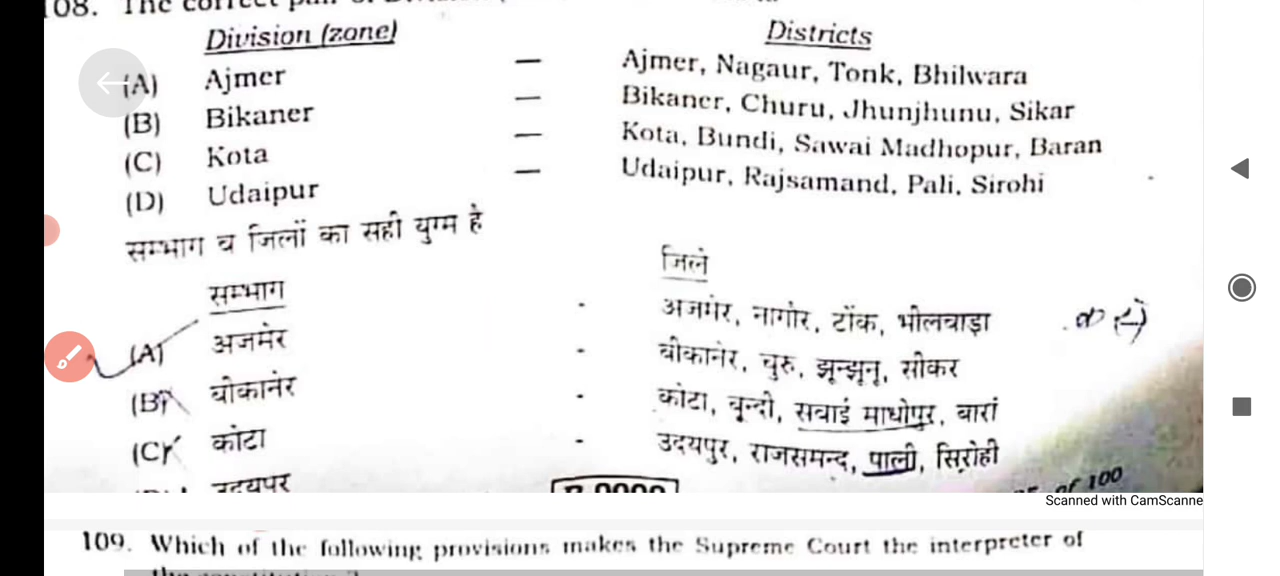 108. The correct
Division (zone) Districts
(A) Ajmer — Ajmer, Nagaur, Tonk, Bhilwara
(B) Bikaner — Bikaner, Churu, Jhunjhunu, Sikar
(C) Kota — Kota, Bundi, Sawai Madhopur, Baran
(D) Udaipur — Udaipur, Rajsamand, Pali, Sirohi
सम्भाग व जिलों का सही युग्म है
सम्भाग जिले
(A) अजमेर - अजमेर, नागौर, टोंक, भीलवाड़ा
(B) बीकानेर - बीकानेर, चुरु, झून्झूनू, सीकर
(C) कोटा - कोटा, बून्दी, सवाई माधोपुर, बारां
उदयपुर - उदयपुर, राजसमन्द, पाली, सिरोही
of 100
Scanned with CamScanne
109. Which of the following provisions makes the Supreme Court the interpreter of